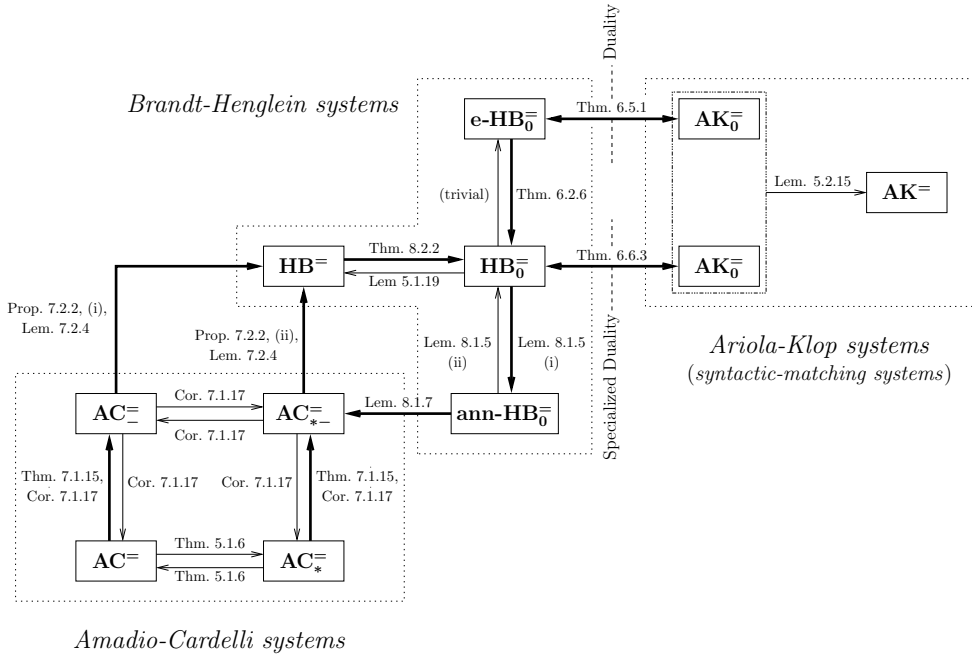 Duality
Brandt-Henglein systems
e-HB₀⁼
Thm. 6.5.1
AK₀⁼
(trivial)
Thm. 6.2.6
Lem. 5.2.15
AK⁼
HB⁼
Thm. 8.2.2
Lem 5.1.19
HB₀⁼
Thm. 6.6.3
AK₀⁼
Prop. 7.2.2, (i),
Lem. 7.2.4
Prop. 7.2.2, (ii),
Lem. 7.2.4
Lem. 8.1.5
(ii)
Lem. 8.1.5
(i)
Specialized Duality
Ariola-Klop systems
(syntactic-matching systems)
AC₋⁼
Cor. 7.1.17
Cor. 7.1.17
AC⁼∗₋
Lem. 8.1.7
ann-HB₀⁼
Thm. 7.1.15,
Cor. 7.1.17
Cor. 7.1.17
Cor. 7.1.17
Thm. 7.1.15,
Cor. 7.1.17
AC⁼
Thm. 5.1.6
Thm. 5.1.6
AC⁼∗
Amadio-Cardelli systems